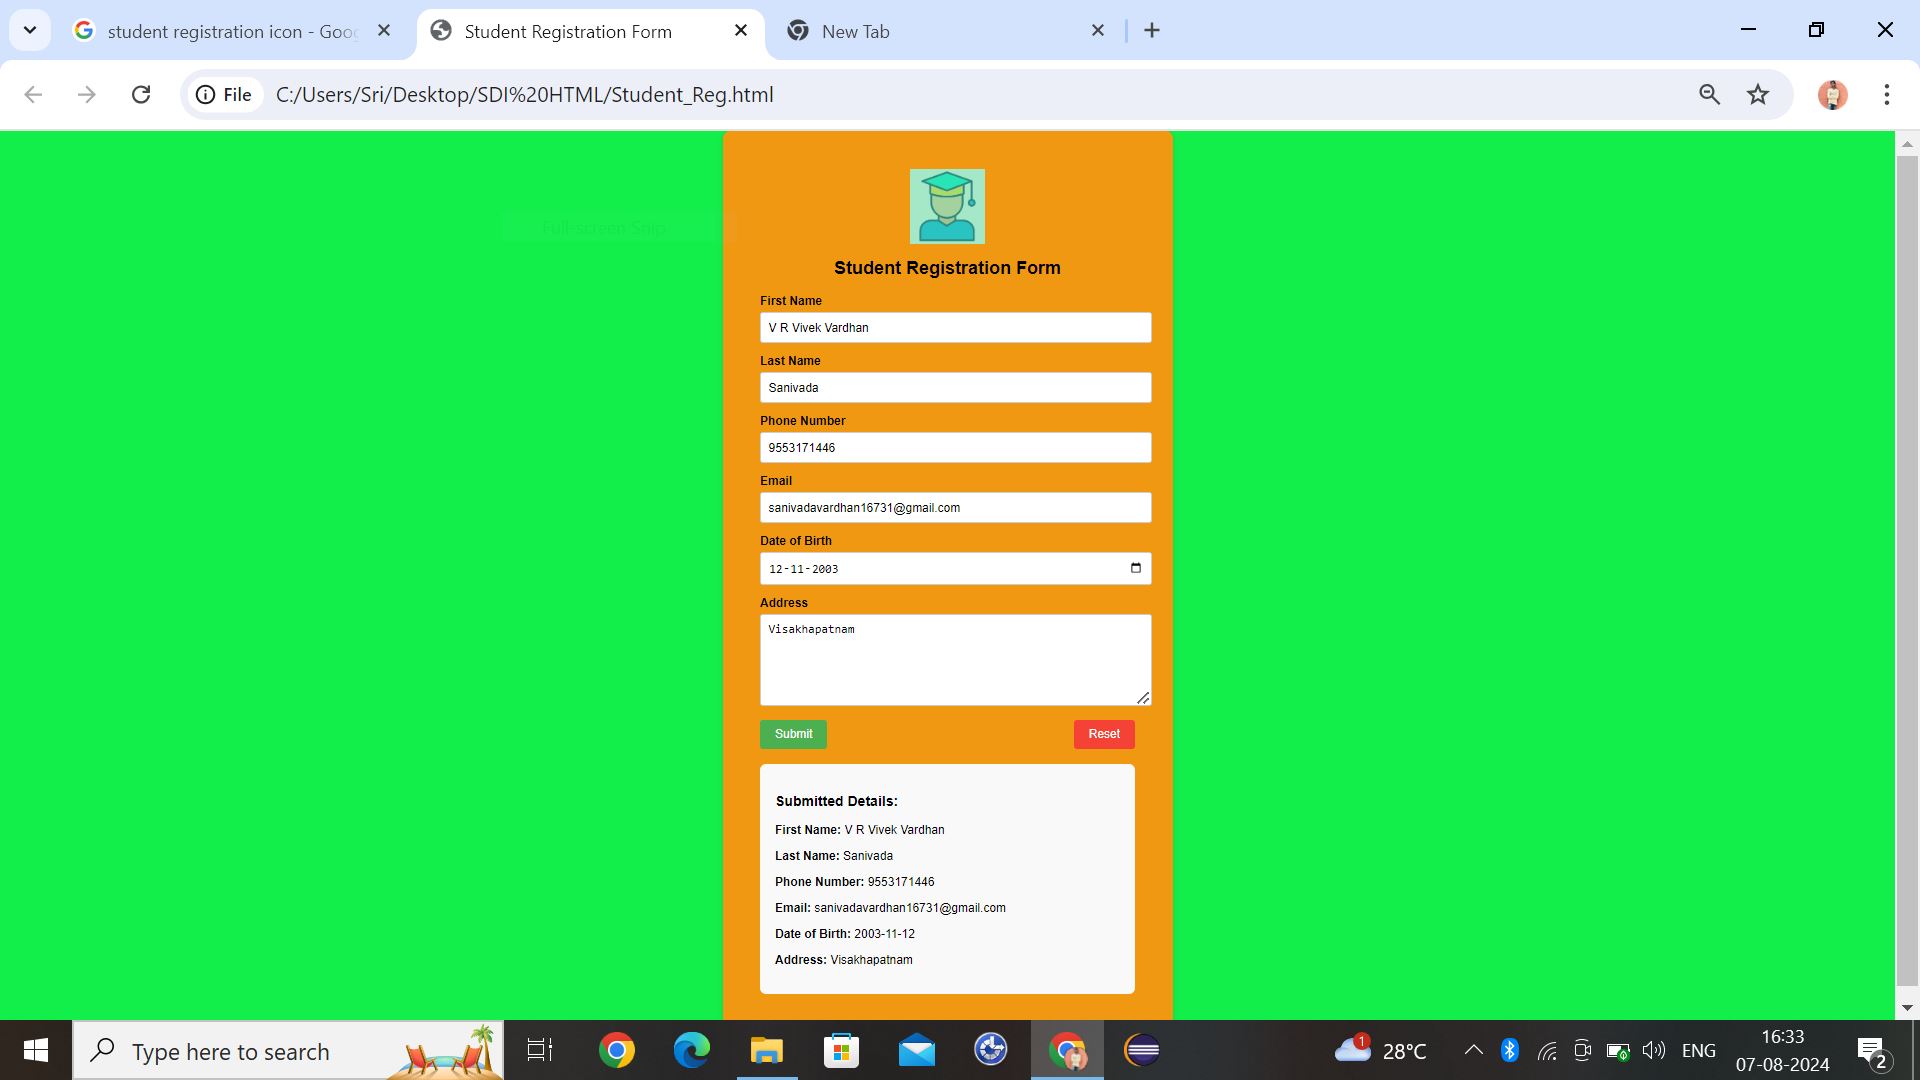 student registration icon - Goo
Student Registration Form
New Tab
File
C:/Users/Sri/Desktop/SDI%20HTML/Student_Reg.html
Full-screen Snip
Student Registration Form
First Name
V R Vivek Vardhan
Last Name
Sanivada
Phone Number
9553171446
Email
sanivadavardhan16731@gmail.com
Date of Birth
12-11-2003
Address
Visakhapatnam
Submit
Reset
Submitted Details:
First Name: V R Vivek Vardhan
Last Name: Sanivada
Phone Number: 9553171446
Email: sanivadavardhan16731@gmail.com
Date of Birth: 2003-11-12
Address: Visakhapatnam
Type here to search
1
28°C
ENG
16:33
07-08-2024
2